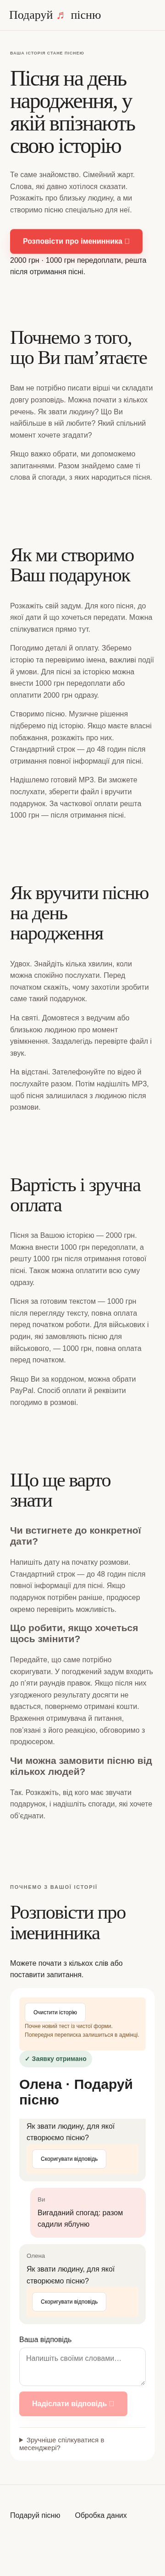 Подаруй ♬ пісню
ВАША ІСТОРІЯ СТАНЕ ПІСНЕЮ
Пісня на день
народження, у
якій впізнають
свою історію
Те саме знайомство. Сімейний жарт.
Слова, які давно хотілося сказати.
Розкажіть про близьку людину, а ми
створимо пісню спеціально для неї.
Розповісти про іменинника
2000 грн · 1000 грн передоплати, решта
після отримання пісні.
Почнемо з того,
що Ви пам’ятаєте
Вам не потрібно писати вірші чи складати
довгу розповідь. Можна почати з кількох
речень. Як звати людину? Що Ви
найбільше в ній любите? Який спільний
момент хочете згадати?
Якщо важко обрати, ми допоможемо
запитаннями. Разом знайдемо саме ті
слова й спогади, з яких народиться пісня.
Як ми створимо
Ваш подарунок
Розкажіть свій задум. Для кого пісня, до
якої дати й що хочеться передати. Можна
спілкуватися прямо тут.
Погодимо деталі й оплату. Зберемо
історію та перевіримо імена, важливі події
й умови. Для пісні за історією можна
внести 1000 грн передоплати або
оплатити 2000 грн одразу.
Створимо пісню. Музичне рішення
підберемо під історію. Якщо маєте власні
побажання, розкажіть про них.
Стандартний строк — до 48 годин після
отримання повної інформації для пісні.
Надішлемо готовий MP3. Ви зможете
послухати, зберегти файл і вручити
подарунок. За часткової оплати решта
1000 грн — після отримання пісні.
Як вручити пісню
на день
народження
Удвох. Знайдіть кілька хвилин, коли
можна спокійно послухати. Перед
початком скажіть, чому захотіли зробити
саме такий подарунок.
На святі. Домовтеся з ведучим або
близькою людиною про момент
увімкнення. Заздалегідь перевірте файл і
звук.
На відстані. Зателефонуйте по відео й
послухайте разом. Потім надішліть MP3,
щоб пісня залишилася з людиною після
розмови.
Вартість і зручна
оплата
Пісня за Вашою історією — 2000 грн.
Можна внести 1000 грн передоплати, а
решту 1000 грн після отримання готової
пісні. Також можна оплатити всю суму
одразу.
Пісня за готовим текстом — 1000 грн
після перегляду тексту, повна оплата
перед початком роботи. Для військових і
родин, які замовляють пісню для
військового, — 1000 грн, повна оплата
перед початком.
Якщо Ви за кордоном, можна обрати
PayPal. Спосіб оплати й реквізити
погодимо в розмові.
Що ще варто
знати
Чи встигнете до конкретної
дати?
Напишіть дату на початку розмови.
Стандартний строк — до 48 годин після
повної інформації для пісні. Якщо
подарунок потрібен раніше, продюсер
окремо перевірить можливість.
Що робити, якщо хочеться
щось змінити?
Передайте, що саме потрібно
скоригувати. У погоджений задум входить
до п’яти раундів правок. Якщо після них
узгодженого результату досягти не
вдасться, повернемо отримані кошти.
Враження отримувача й питання,
пов’язані з його реакцією, обговоримо з
продюсером.
Чи можна замовити пісню від
кількох людей?
Так. Розкажіть, від кого має звучати
подарунок, і надішліть спогади, які хочете
об’єднати.
ПОЧНЕМО З ВАШОЇ ІСТОРІЇ
Розповісти про
іменинника
Можете почати з кількох слів або
поставити запитання.
Очистити історію
Почне новий тест із чистої форми.
Попередня переписка залишиться в адмінці.
✓ Заявку отримано
Олена · Подаруй
пісню
Як звати людину, для якої
створюємо пісню?
Скоригувати відповідь
Ви
Вигаданий спогад: разом
садили яблуню
Олена
Як звати людину, для якої
створюємо пісню?
Скоригувати відповідь
Ваша відповідь
Напишіть своїми словами…
Надіслати відповідь
▶ Зручніше спілкуватися в
месенджері?
Подаруй пісню Обробка даних